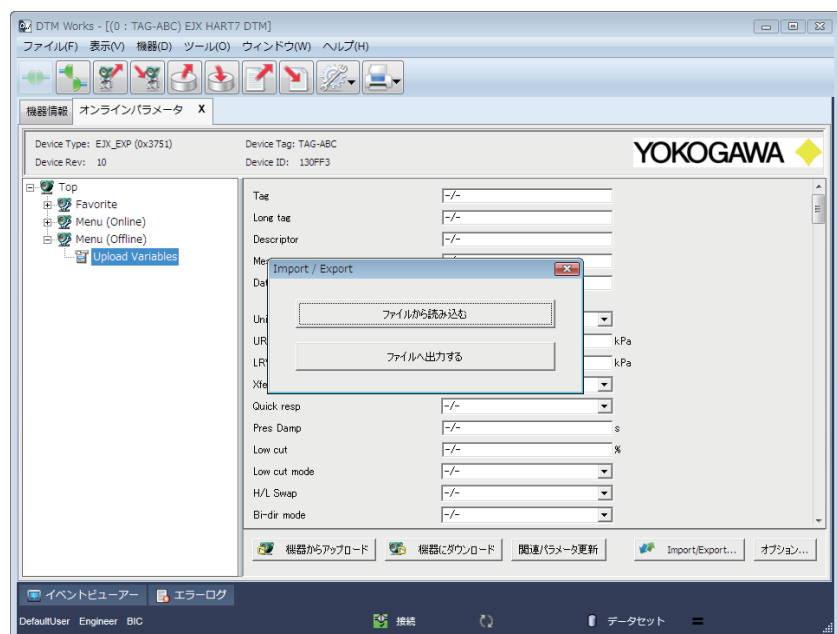 DTM Works - [(0 : TAG-ABC) EJX HART7 DTM]
ファイル(F) 表示(V) 機器(D) ツール(O) ウィンドウ(W) ヘルプ(H)
機器情報 オンラインパラメータ X
Device Type: EJX_EXP (0x3751) Device Tag: TAG-ABC
Device Rev: 10 Device ID: 130FF3
YOKOGAWA
Top
Favorite
Menu (Online)
Menu (Offline)
Upload Variables
Tag -/-
Long tag -/-
Descriptor -/-
Import / Export
ファイルから読み込む
ファイルへ出力する
kPa
kPa
Quick resp -/-
Pres Damp -/- s
Low cut -/- %
Low cut mode -/-
H/L Swap -/-
Bi-dir mode -/-
機器からアップロード 機器にダウンロード 関連パラメータ更新 Import/Export... オプション...
イベントビューアー エラーログ
DefaultUser Engineer BIC 接続 データセット